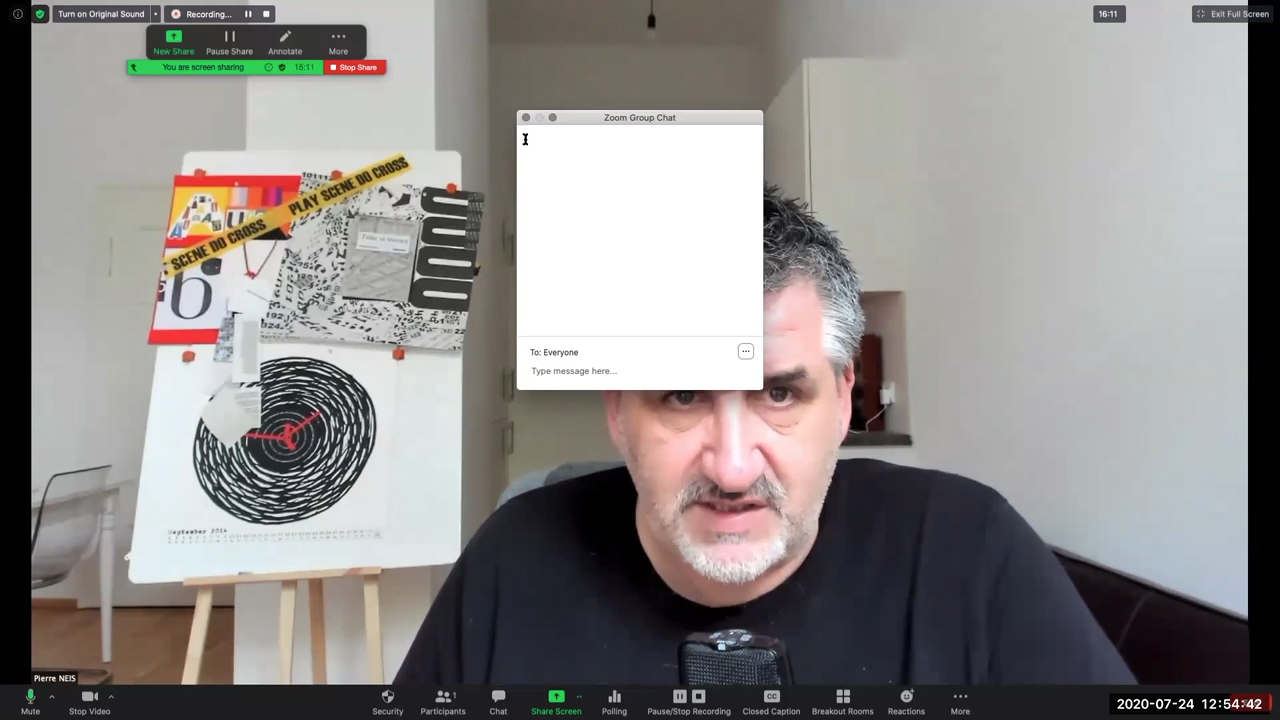 Turn on Original Sound
Recording...
16:11
Exit Full Screen
New Share
Pause Share
Annotate
More
You are screen sharing
16:11
Stop Share
Zoom Group Chat
PLAY SCENE DO CROSS
SCENE DO CROSS
b
September 2014
To: Everyone
Type message here...
Pierre NEIS
Mute
Stop Video
Security
Participants
1
Chat
Share Screen
Polling
Pause/Stop Recording
CC
Closed Caption
Breakout Rooms
Reactions
More
2020-07-24 12:54:42